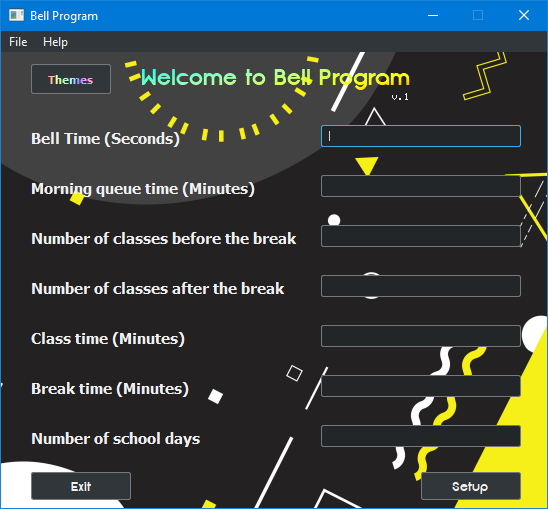 Bell Program
File Help
Themes
Welcome to Bell Program
v.1
Bell Time (Seconds)
Morning queue time (Minutes)
Number of classes before the break
Number of classes after the break
Class time (Minutes)
Break time (Minutes)
Number of school days
Exit
Setup